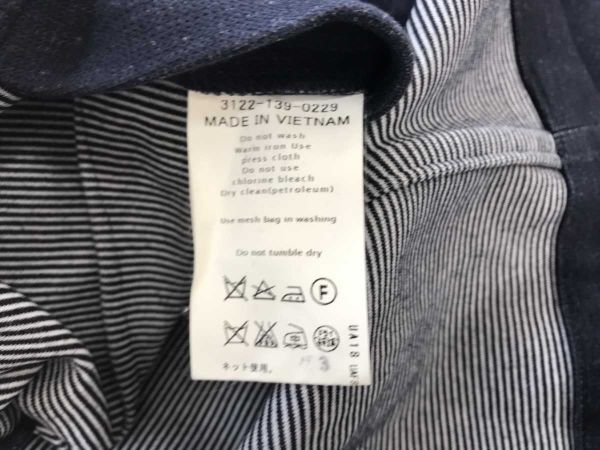 3122-139-0229
MADE IN VIETNAM
Do not wash
Warm iron Use
press cloth
Do not use
chlorine bleach
Dry clean(petroleum)
Use mesh bag in washing
Do not tumble dry
F
ネット使用。
UA18